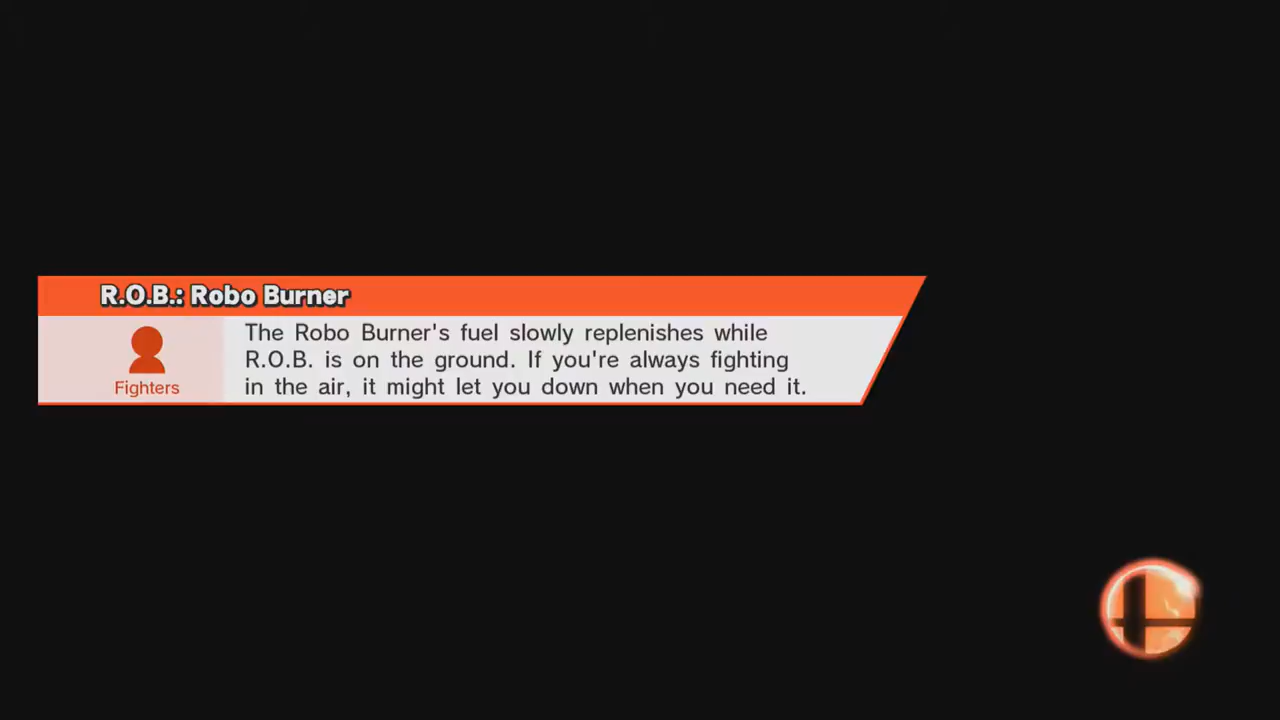 R.O.B.: Robo Burner
Fighters
The Robo Burner's fuel slowly replenishes while
R.O.B. is on the ground. If you're always fighting
in the air, it might let you down when you need it.